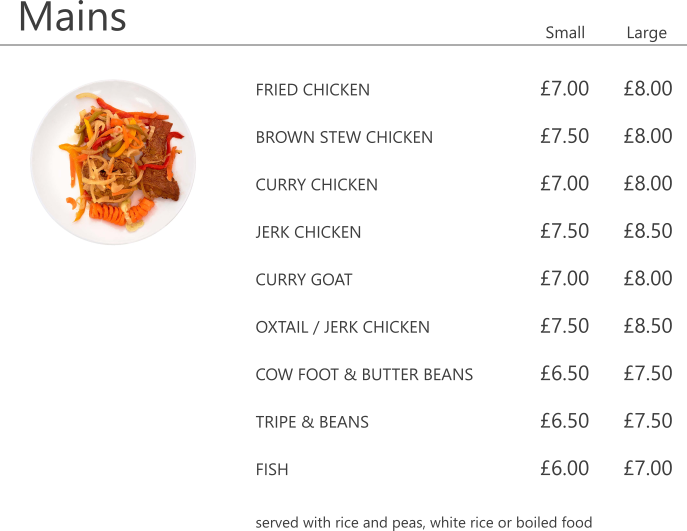 Mains
Small Large
FRIED CHICKEN £7.00 £8.00
BROWN STEW CHICKEN £7.50 £8.00
CURRY CHICKEN £7.00 £8.00
JERK CHICKEN £7.50 £8.50
CURRY GOAT £7.00 £8.00
OXTAIL / JERK CHICKEN £7.50 £8.50
COW FOOT & BUTTER BEANS £6.50 £7.50
TRIPE & BEANS £6.50 £7.50
FISH £6.00 £7.00
served with rice and peas, white rice or boiled food